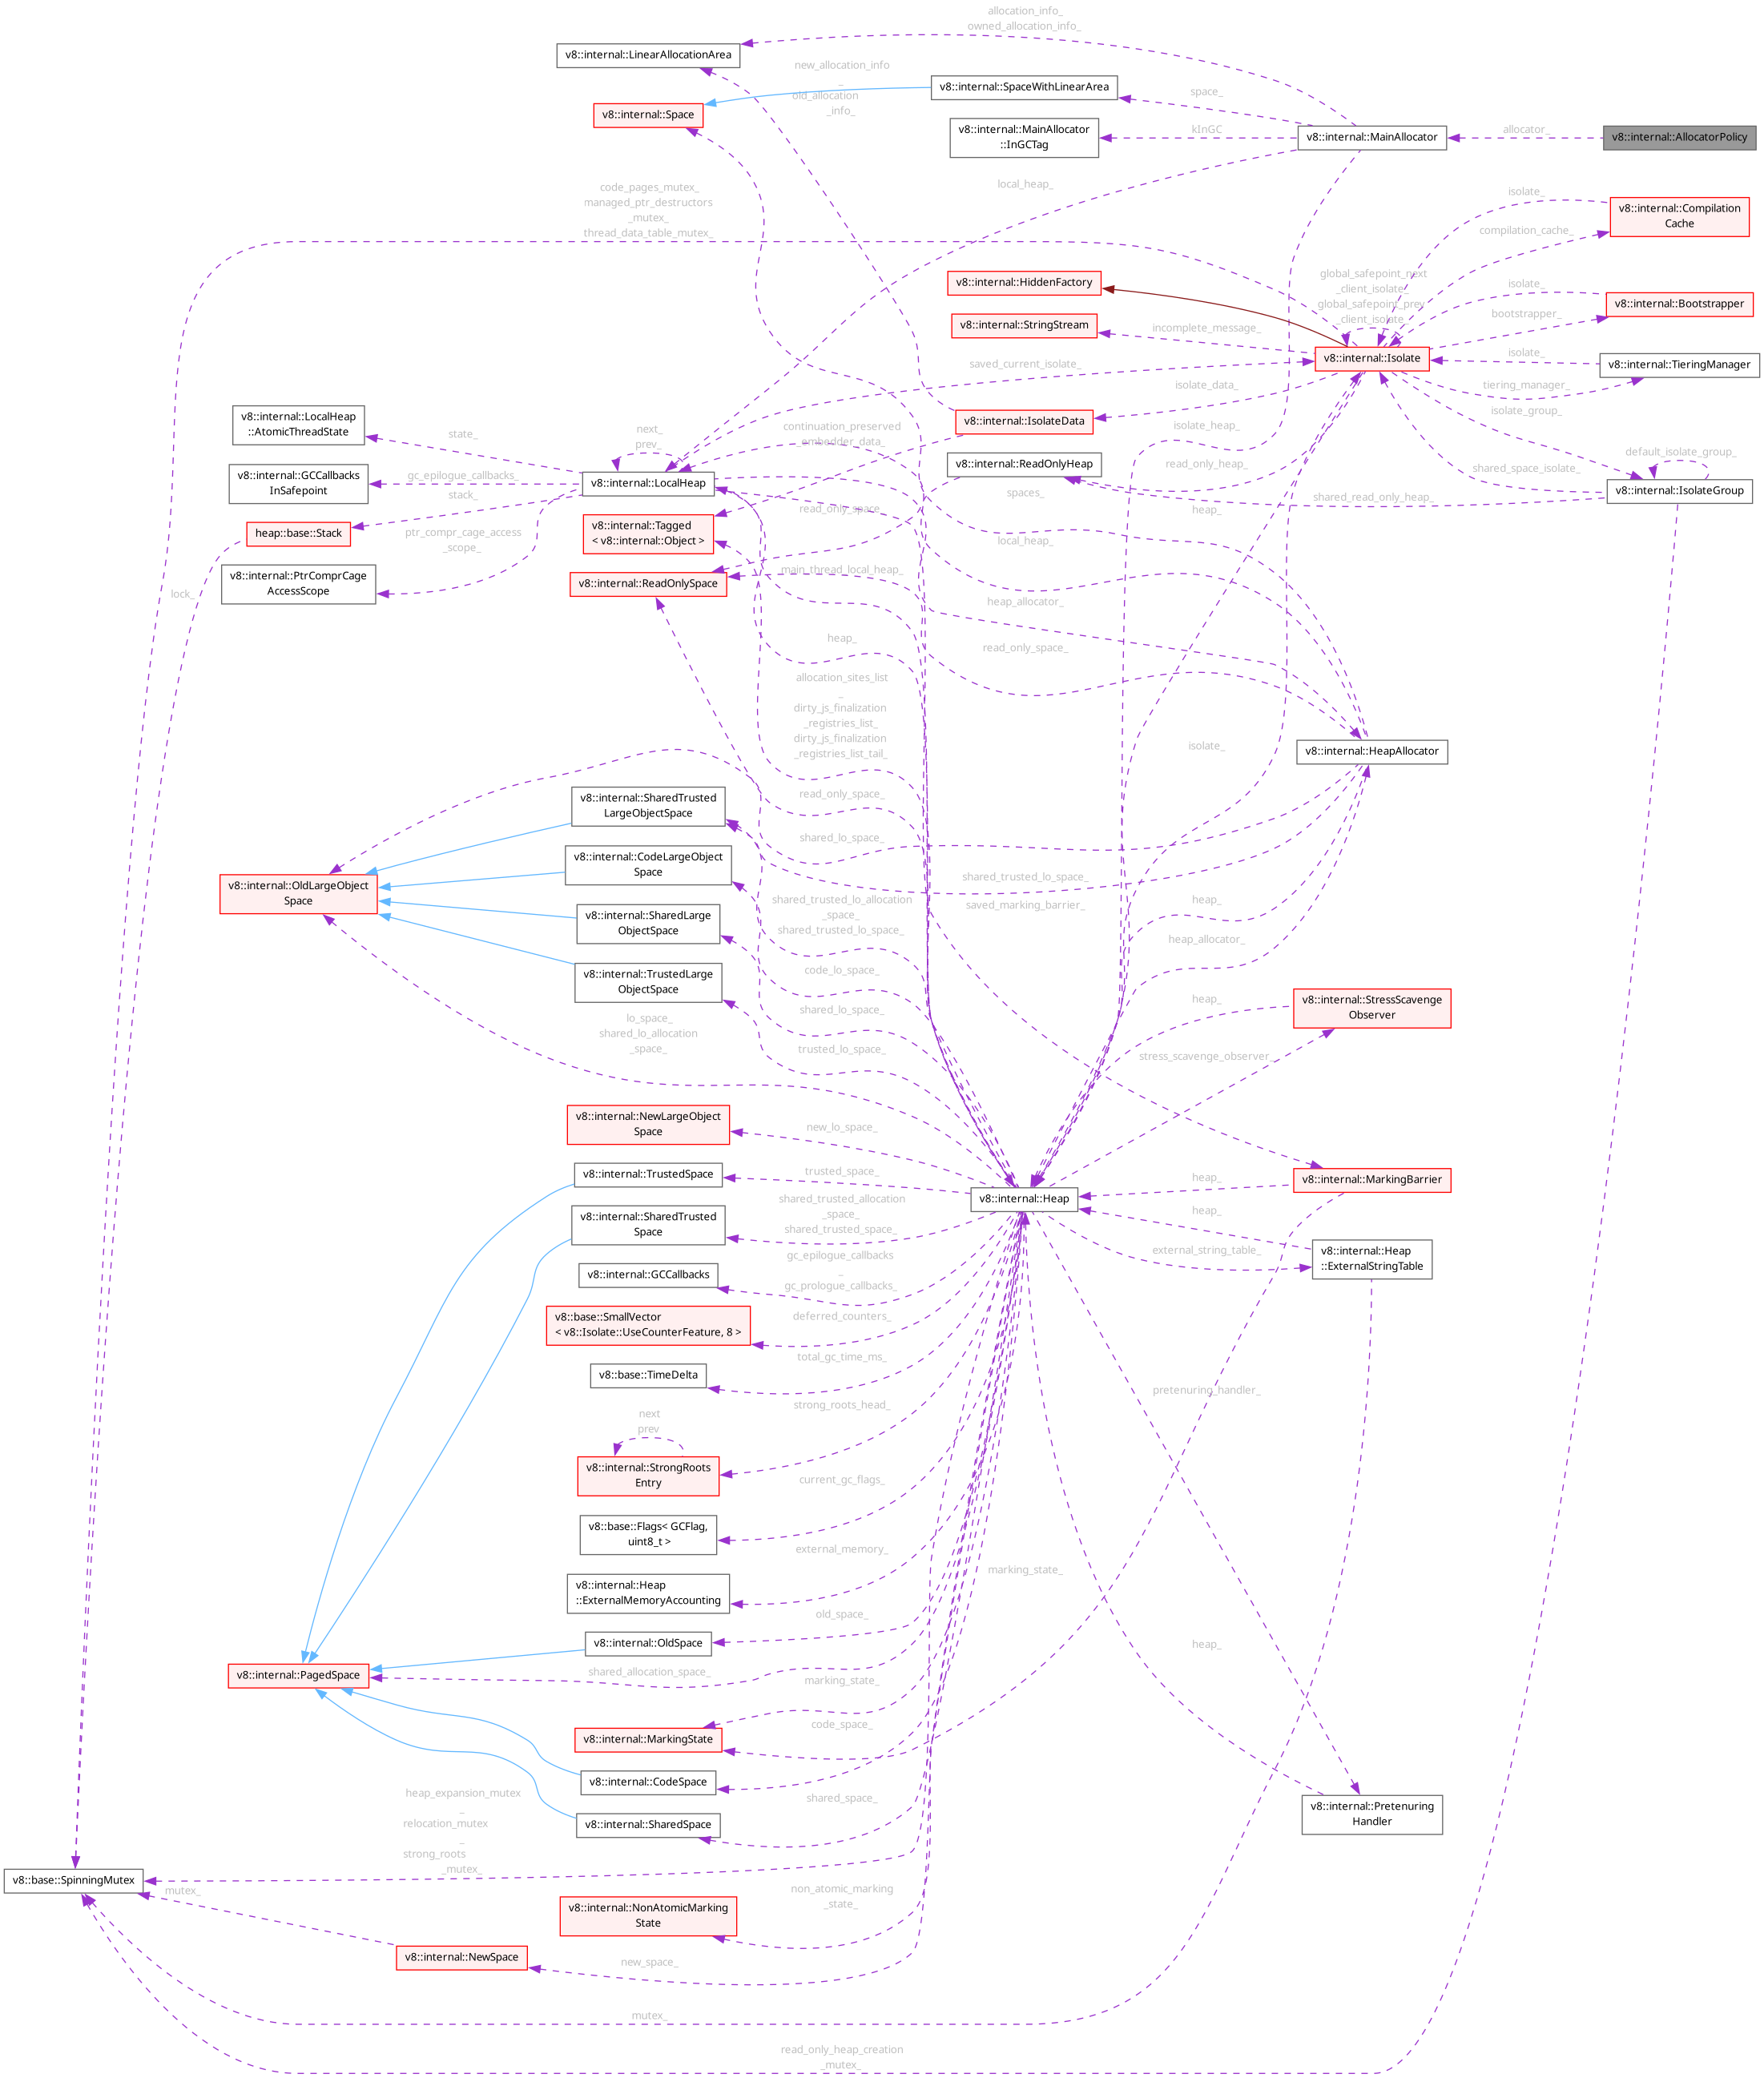 allocation_info_
owned_allocation_info_
v8::internal::LinearAllocationArea
new_allocation_info
_
old_allocation
_info_
v8::internal::SpaceWithLinearArea
space_
v8::internal::Space
v8::internal::MainAllocator
::InGCTag
kInGC
v8::internal::MainAllocator
allocator_
v8::internal::AllocatorPolicy
local_heap_
code_pages_mutex_
managed_ptr_destructors
_mutex_
thread_data_table_mutex_
isolate_
v8::internal::Compilation
Cache
compilation_cache_
v8::internal::HiddenFactory
global_safepoint_next
_client_isolate_
global_safepoint_prev
_client_isolate_
isolate_
v8::internal::Bootstrapper
bootstrapper_
v8::internal::StringStream
incomplete_message_
v8::internal::Isolate
isolate_
v8::internal::TieringManager
saved_current_isolate_
tiering_manager_
isolate_data_
isolate_group_
v8::internal::LocalHeap
::AtomicThreadState
state_
next_
prev_
continuation_preserved
_embedder_data_
v8::internal::IsolateData
isolate_heap_
default_isolate_group_
v8::internal::GCCallbacks
InSafepoint
gc_epilogue_callbacks_
v8::internal::LocalHeap
v8::internal::ReadOnlyHeap
read_only_heap_
shared_space_isolate_
v8::internal::IsolateGroup
stack_
spaces_
shared_read_only_heap_
heap::base::Stack
read_only_space_
heap_
v8::internal::Tagged
< v8::internal::Object >
ptr_compr_cage_access
_scope_
local_heap_
v8::internal::PtrComprCage
AccessScope
v8::internal::ReadOnlySpace
main_thread_local_heap_
lock_
heap_allocator_
heap_
read_only_space_
allocation_sites_list
_
dirty_js_finalization
_registries_list_
dirty_js_finalization
_registries_list_tail_
isolate_
v8::internal::HeapAllocator
v8::internal::SharedTrusted
LargeObjectSpace
read_only_space_
shared_lo_space_
v8::internal::CodeLargeObject
Space
v8::internal::OldLargeObject
Space
shared_trusted_lo_space_
saved_marking_barrier_
shared_trusted_lo_allocation
_space_
shared_trusted_lo_space_
heap_
v8::internal::SharedLarge
ObjectSpace
heap_allocator_
v8::internal::TrustedLarge
ObjectSpace
code_lo_space_
v8::internal::StressScavenge
Observer
heap_
shared_lo_space_
lo_space_
shared_lo_allocation
_space_
trusted_lo_space_
stress_scavenge_observer_
v8::internal::NewLargeObject
Space
new_lo_space_
v8::internal::TrustedSpace
trusted_space_
v8::internal::MarkingBarrier
heap_
v8::internal::Heap
shared_trusted_allocation
_space_
shared_trusted_space_
v8::internal::SharedTrusted
Space
heap_
external_string_table_
v8::internal::Heap
::ExternalStringTable
v8::internal::GCCallbacks
gc_epilogue_callbacks
_
gc_prologue_callbacks_
v8::base::SmallVector
< v8::Isolate::UseCounterFeature, 8 >
deferred_counters_
v8::base::TimeDelta
total_gc_time_ms_
pretenuring_handler_
strong_roots_head_
next
prev
v8::internal::StrongRoots
Entry
current_gc_flags_
v8::base::Flags< GCFlag,
uint8_t >
external_memory_
marking_state_
v8::internal::Heap
::ExternalMemoryAccounting
old_space_
v8::internal::OldSpace
heap_
v8::internal::PagedSpace
shared_allocation_space_
marking_state_
v8::internal::MarkingState
code_space_
v8::internal::CodeSpace
shared_space_
v8::internal::SharedSpace
v8::internal::Pretenuring
Handler
heap_expansion_mutex
_
relocation_mutex
_
strong_roots
_mutex_
v8::base::SpinningMutex
mutex_
non_atomic_marking
_state_
v8::internal::NonAtomicMarking
State
v8::internal::NewSpace
new_space_
mutex_
read_only_heap_creation
_mutex_